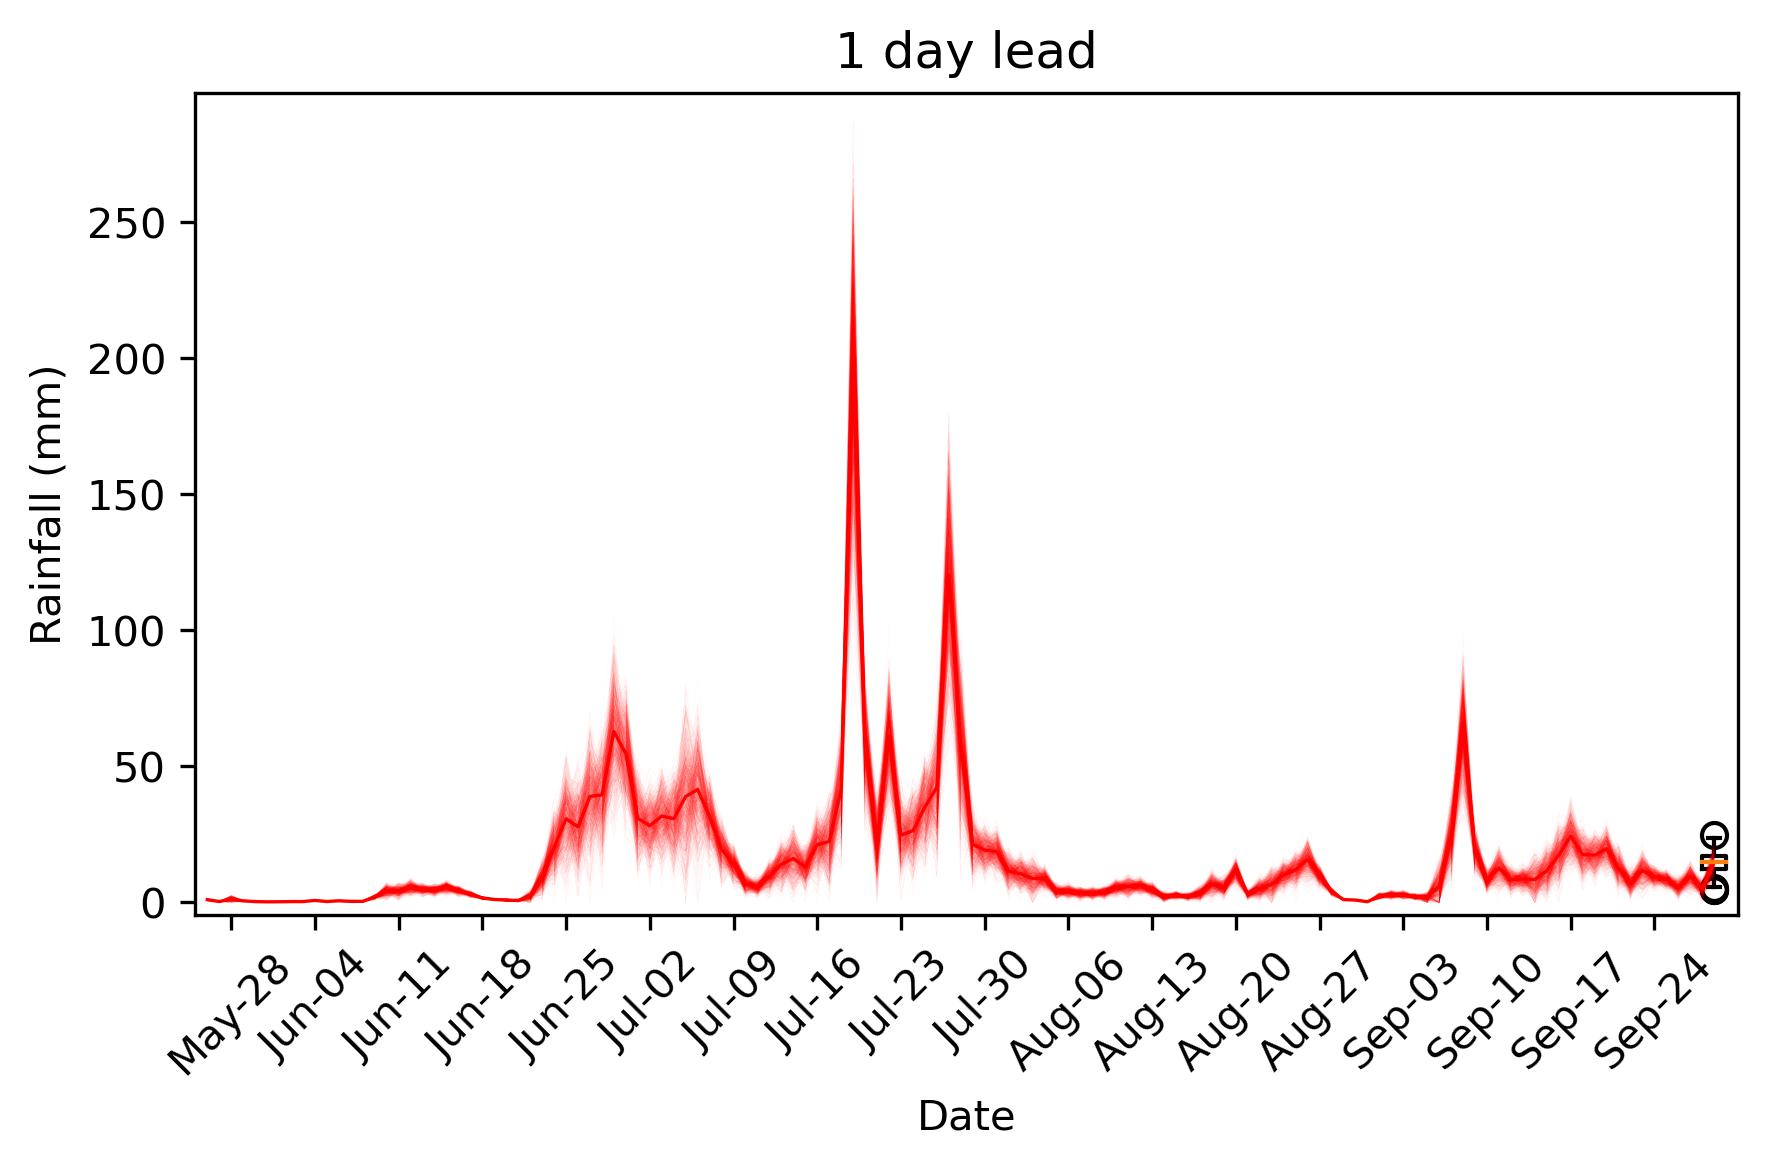 1 day lead
Rainfall (mm)
250
200
150
100
50
0
May-28
Jun-04
Jun-11
Jun-18
Jun-25
Jul-02
Jul-09
Jul-16
Jul-23
Jul-30
Aug-06
Aug-13
Aug-20
Aug-27
Sep-03
Sep-10
Sep-17
Sep-24
Date